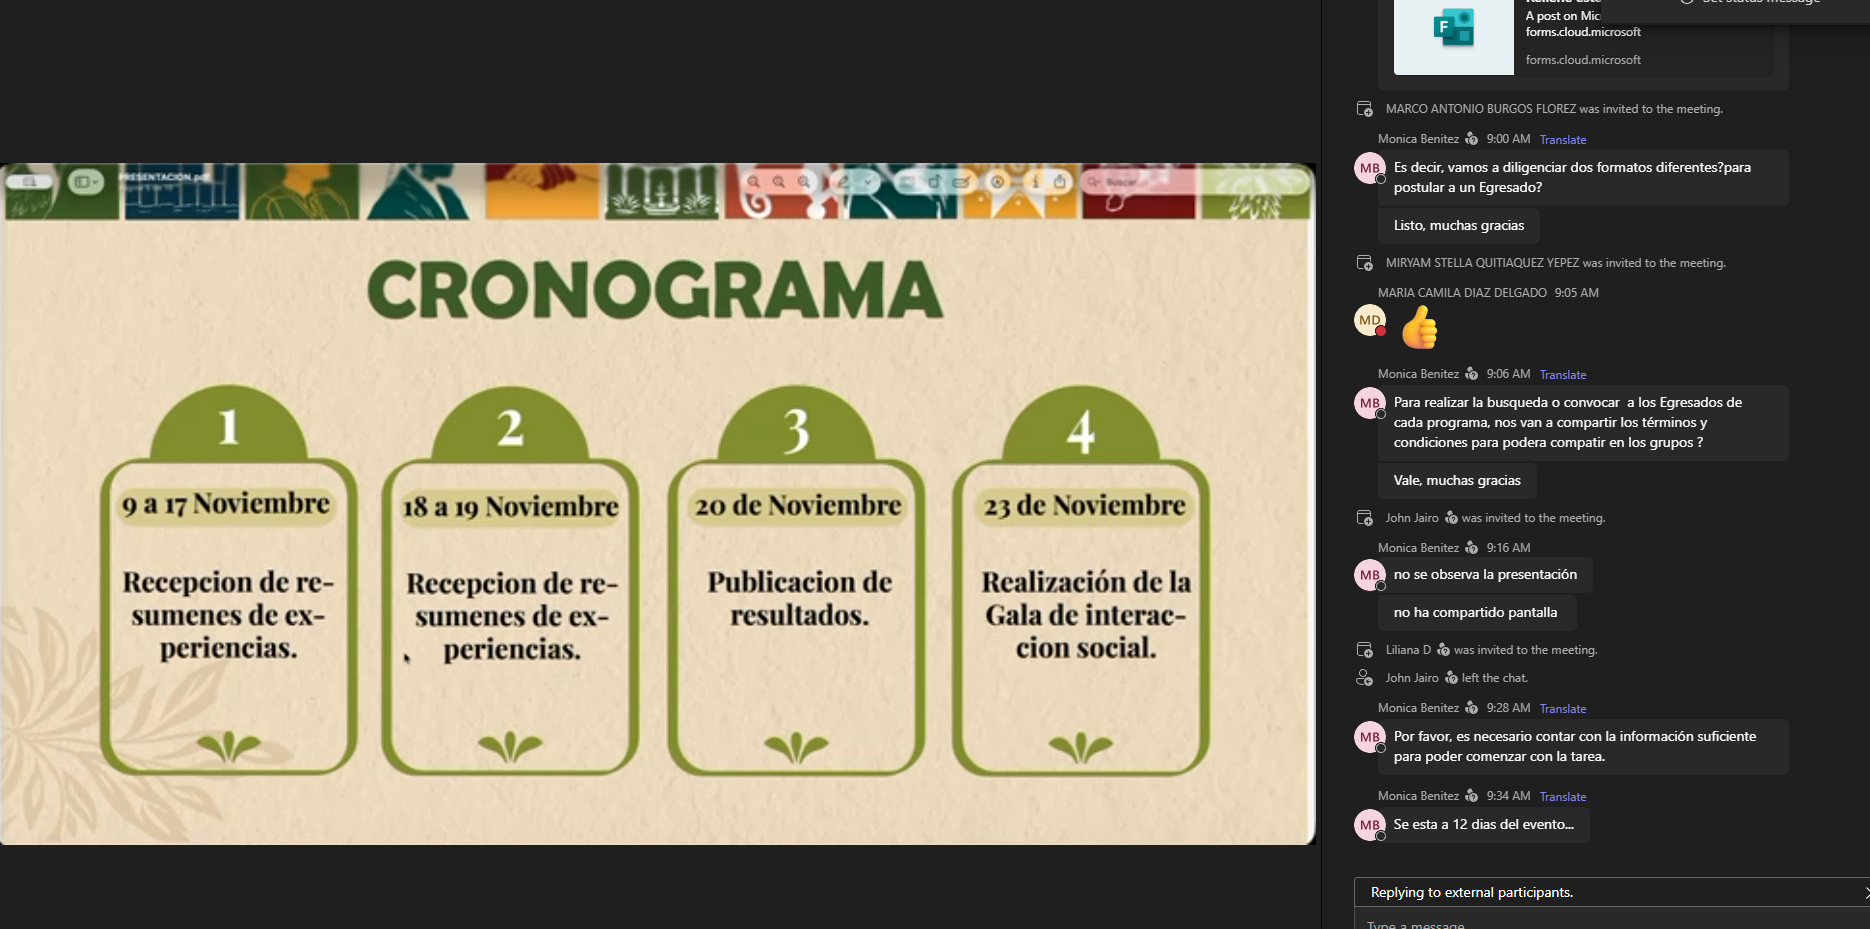 PRESENTACIÓN.pdf
Buscar
CRONOGRAMA
1
9 a 17 Noviembre
Recepcion de re-
sumenes de ex-
periencias.
2
18 a 19 Noviembre
Recepcion de re-
sumenes de ex-
periencias.
3
20 de Noviembre
Publicacion de
resultados.
4
23 de Noviembre
Realización de la
Gala de interac-
cion social.
Set status message
A post on Mic
forms.cloud.microsoft
forms.cloud.microsoft
MARCO ANTONIO BURGOS FLOREZ was invited to the meeting.
Monica Benitez 9:00 AM Translate
MB
Es decir, vamos a diligenciar dos formatos diferentes?para
postular a un Egresado?
Listo, muchas gracias
MIRYAM STELLA QUITIAQUEZ YEPEZ was invited to the meeting.
MARIA CAMILA DIAZ DELGADO 9:05 AM
MD
Monica Benitez 9:06 AM Translate
MB
Para realizar la busqueda o convocar a los Egresados de
cada programa, nos van a compartir los términos y
condiciones para podera compatir en los grupos ?
Vale, muchas gracias
John Jairo was invited to the meeting.
Monica Benitez 9:16 AM
MB
no se observa la presentación
no ha compartido pantalla
Liliana D was invited to the meeting.
John Jairo left the chat.
Monica Benitez 9:28 AM Translate
MB
Por favor, es necesario contar con la información suficiente
para poder comenzar con la tarea.
Monica Benitez 9:34 AM Translate
MB
Se esta a 12 dias del evento...
Replying to external participants.
Type a message